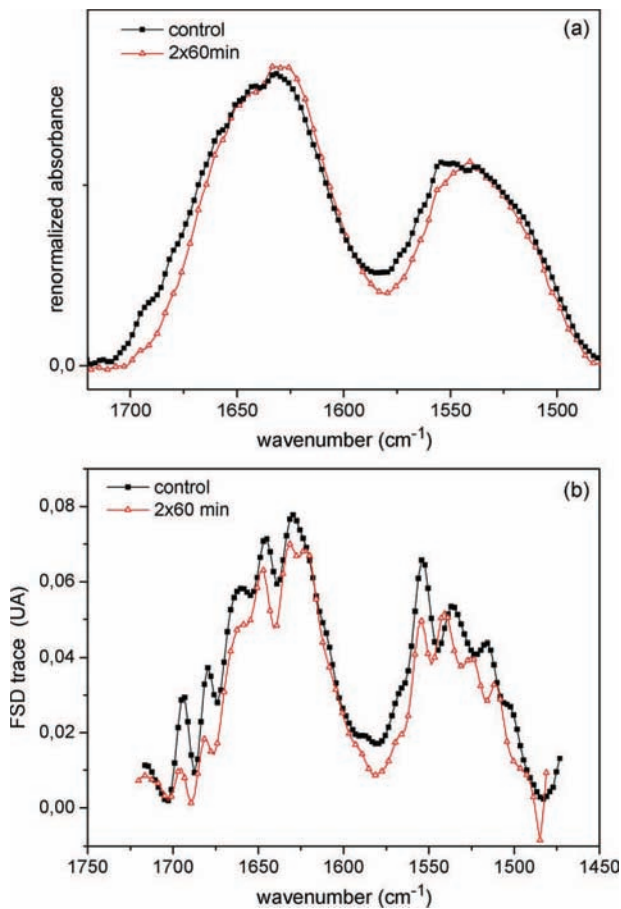 control
2x60min
(a)
renormalized absorbance
0,0
1700 1650 1600 1550 1500
wavenumber (cm-1)
control
2x60 min
(b)
FSD trace (UA)
0,08
0,06
0,04
0,02
0,00
1750 1700 1650 1600 1550 1500 1450
wavenumber (cm-1)